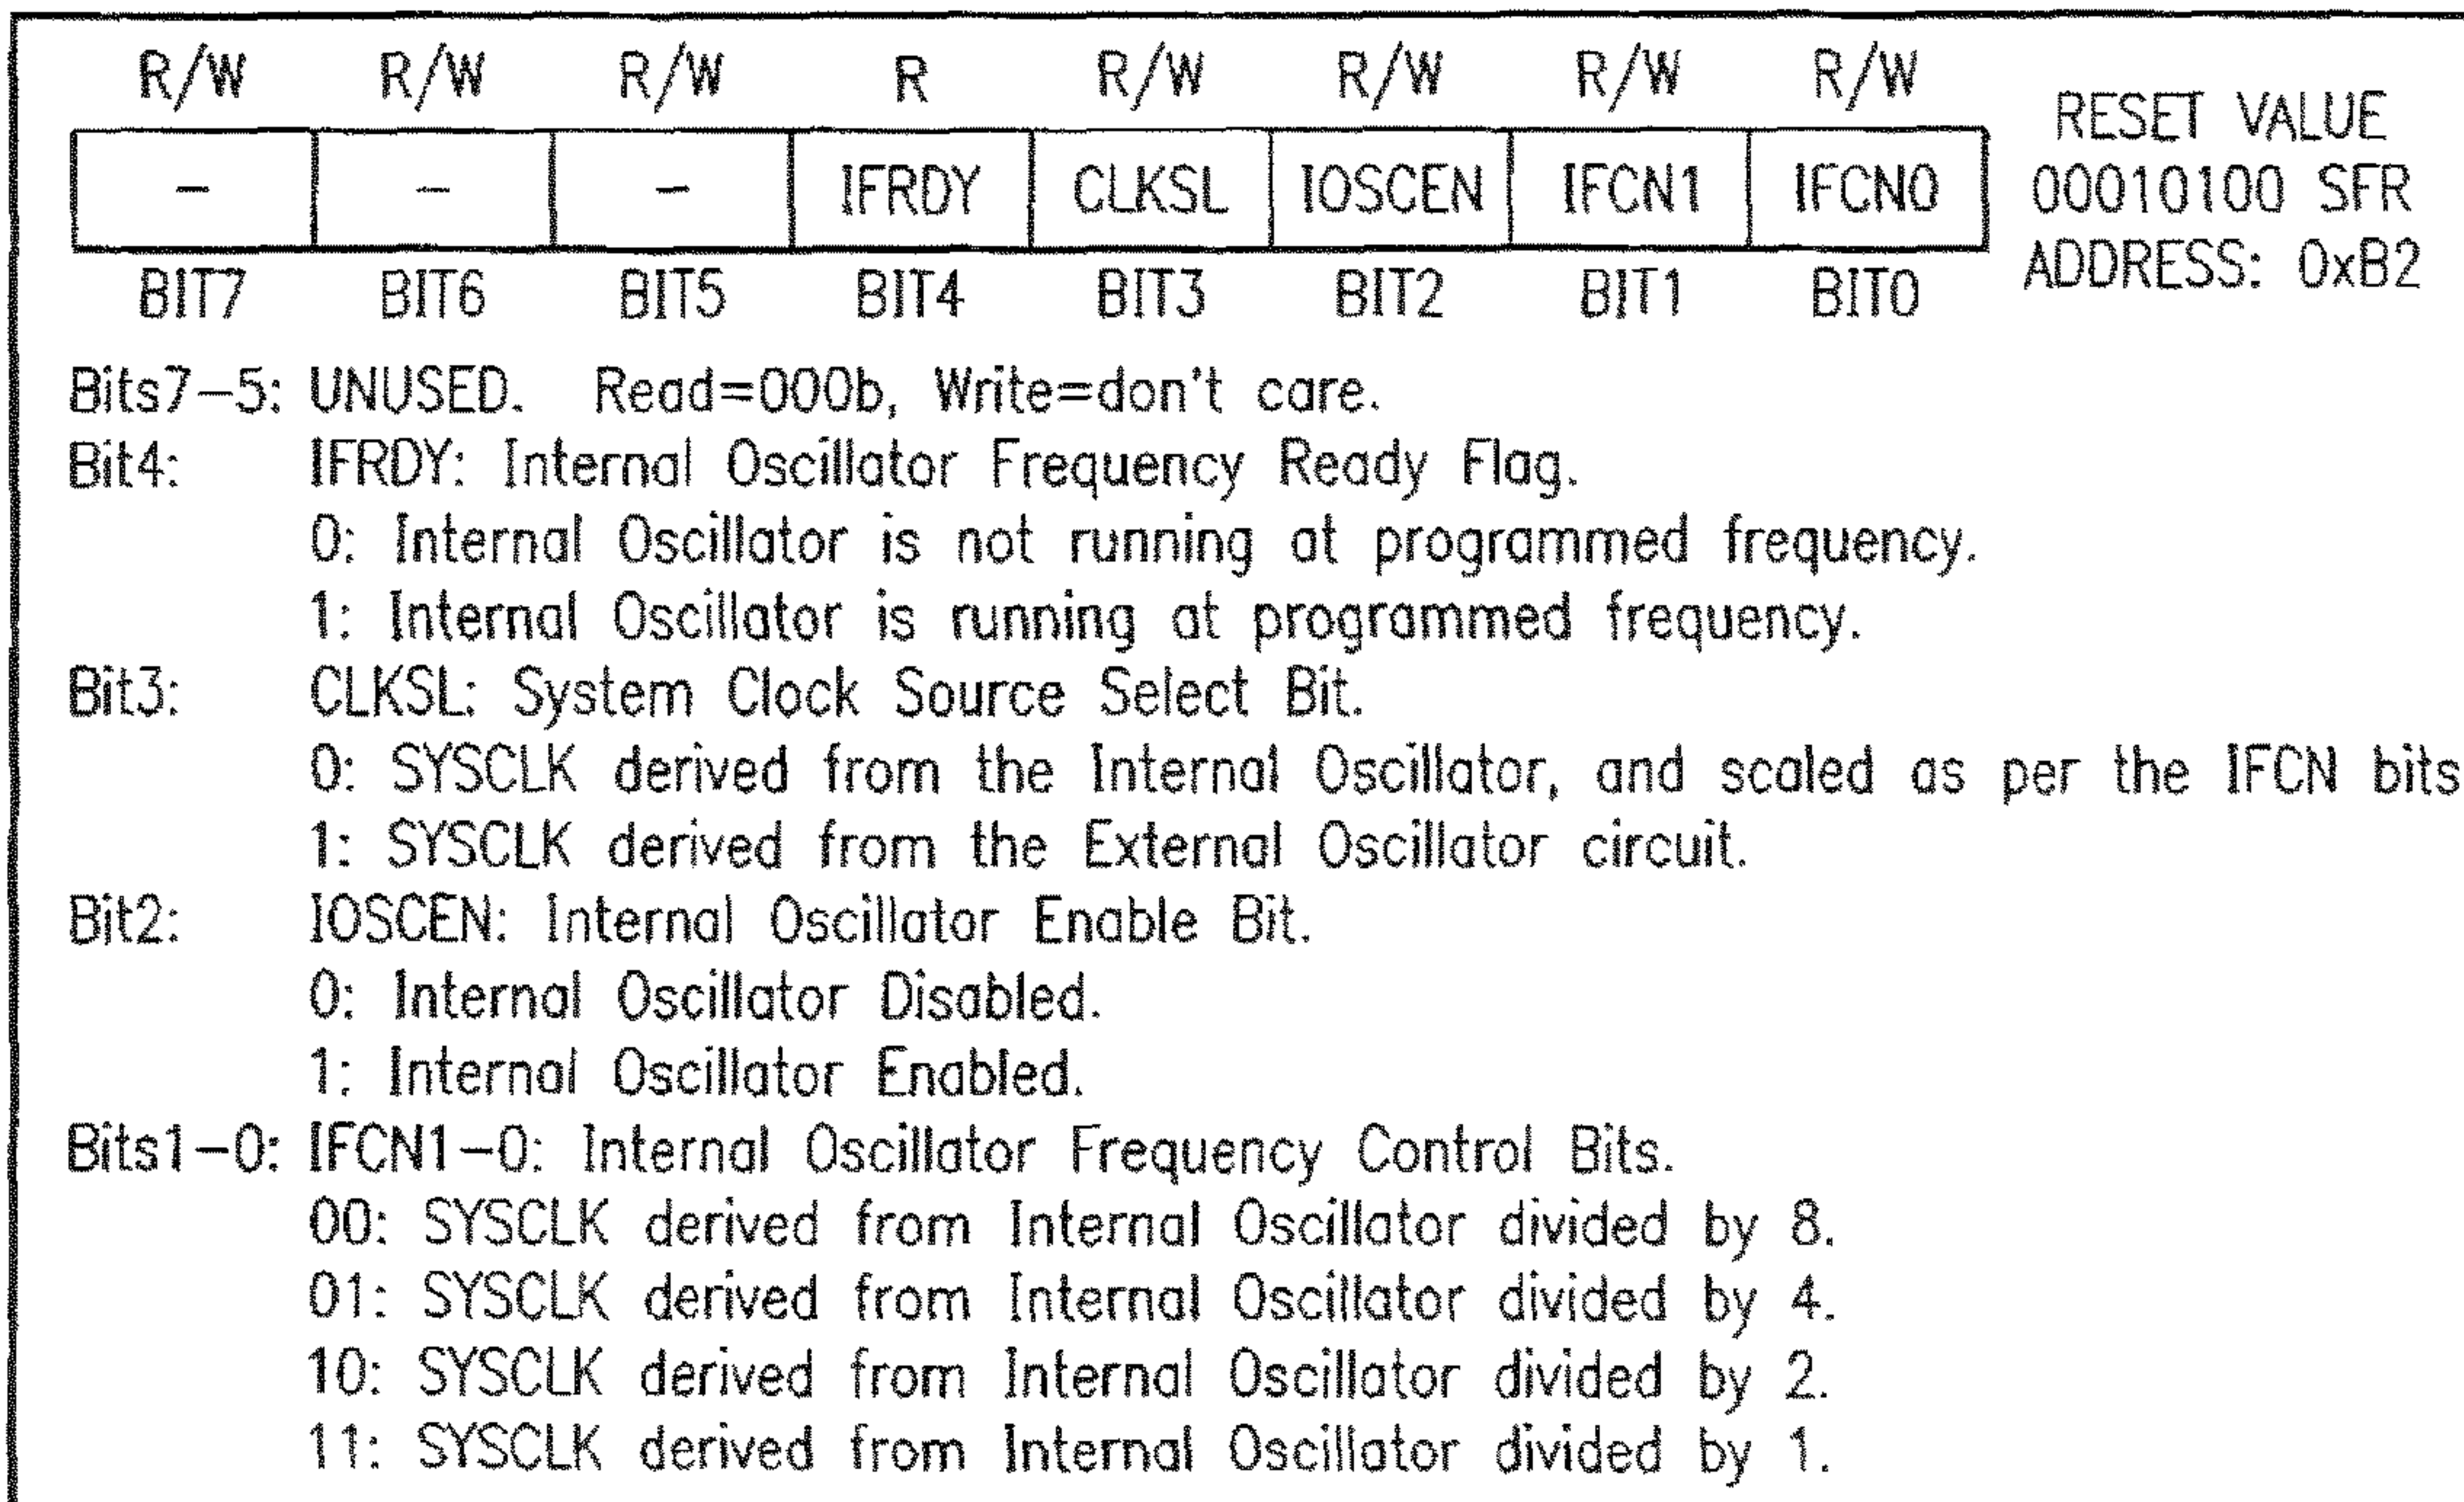 R/W R/W R/W R R/W R/W R/W R/W
RESET VALUE
- - - IFRDY CLKSL IOSCEN IFCN1 IFCN0
00010100 SFR
BIT7 BIT6 BIT5 BIT4 BIT3 BIT2 BIT1 BIT0
ADDRESS: 0xB2
Bits7-5: UNUSED. Read=000b, Write=don't care.
Bit4: IFRDY: Internal Oscillator Frequency Ready Flag.
0: Internal Oscillator is not running at programmed frequency.
1: Internal Oscillator is running at programmed frequency.
Bit3: CLKSL: System Clock Source Select Bit.
0: SYSCLK derived from the Internal Oscillator, and scaled as per the IFCN bits
1: SYSCLK derived from the External Oscillator circuit.
Bit2: IOSCEN: Internal Oscillator Enable Bit.
0: Internal Oscillator Disabled.
1: Internal Oscillator Enabled.
Bits1-0: IFCN1-0: Internal Oscillator Frequency Control Bits.
00: SYSCLK derived from Internal Oscillator divided by 8.
01: SYSCLK derived from Internal Oscillator divided by 4.
10: SYSCLK derived from Internal Oscillator divided by 2.
11: SYSCLK derived from Internal Oscillator divided by 1.